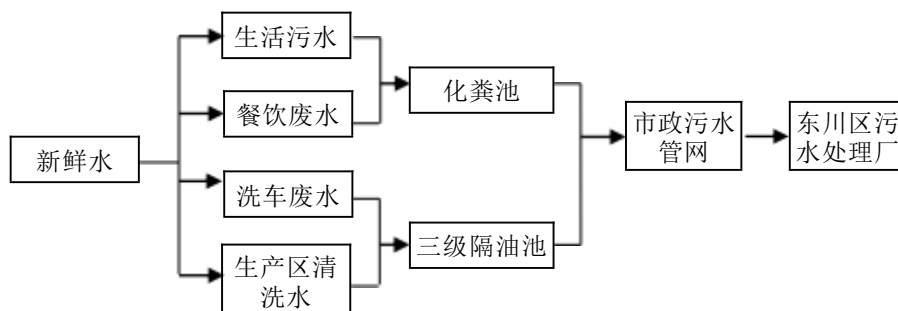 生活污水
餐饮废水
化粪池
市政污水
管网
东川区污
水处理厂
新鲜水
洗车废水
三级隔油池
生产区清
洗水